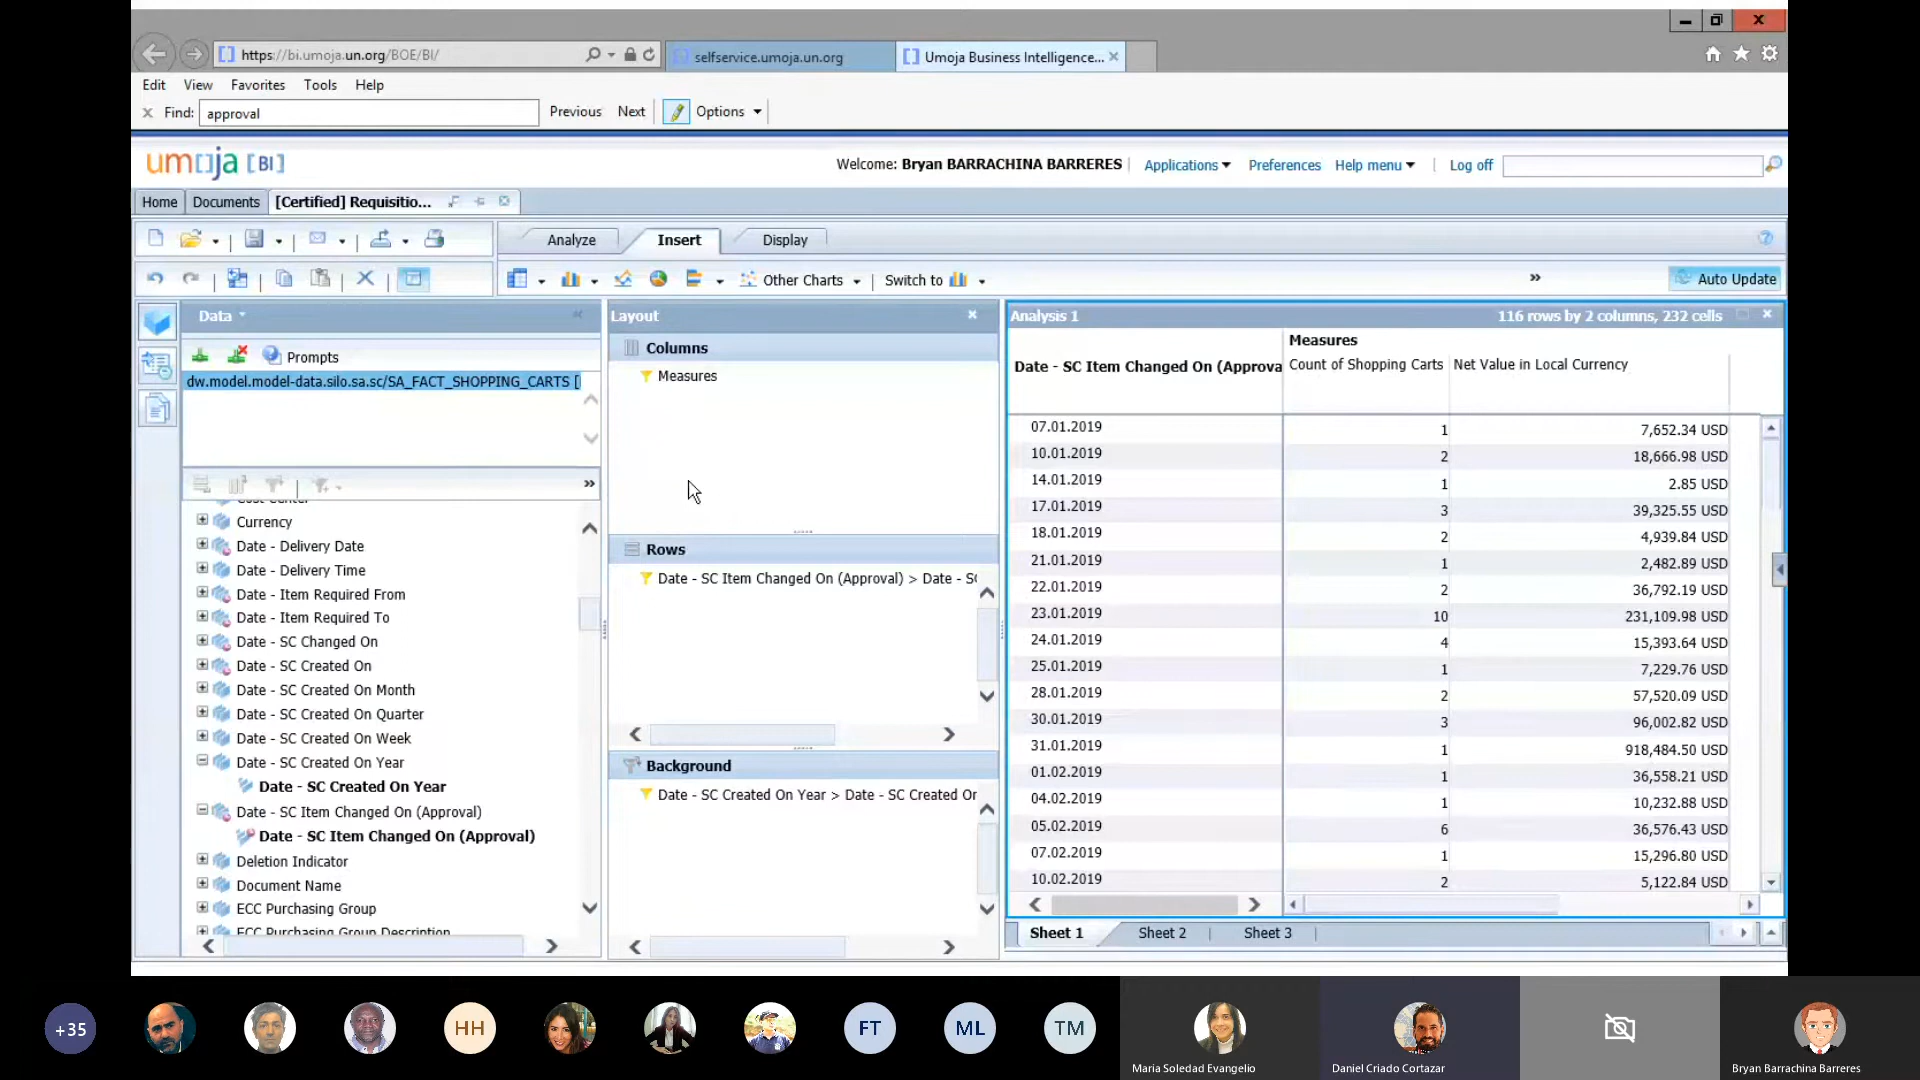 https://bi.umoja.un.org/BOE/BI/
selfservice.umoja.un.org
Umoja Business Intelligence...
Edit View Favorites Tools Help
Find: approval Previous Next Options
umoja [BI]
Welcome: Bryan BARRACHINA BARRERES Applications Preferences Help menu Log off
Home Documents [Certified] Requisitio...
Analyze Insert Display
Other Charts Switch to » Auto Update
Data
Prompts
dw.model.model-data.silo.sa.sc/SA_FACT_SHOPPING_CARTS [
»
Cost Center
Currency
Date - Delivery Date
Date - Delivery Time
Date - Item Required From
Date - Item Required To
Date - SC Changed On
Date - SC Created On
Date - SC Created On Month
Date - SC Created On Quarter
Date - SC Created On Week
Date - SC Created On Year
Date - SC Created On Year
Date - SC Item Changed On (Approval)
Date - SC Item Changed On (Approval)
Deletion Indicator
Document Name
ECC Purchasing Group
ECC Purchasing Group Description
Layout
Columns
Measures
Rows
Date - SC Item Changed On (Approval) > Date - SC
Background
Date - SC Created On Year > Date - SC Created On
Analysis 1 116 rows by 2 columns, 232 cells
Measures
Date - SC Item Changed On (Approva Count of Shopping Carts Net Value in Local Currency
07.01.2019 1 7,652.34 USD
10.01.2019 2 18,666.98 USD
14.01.2019 1 2.85 USD
17.01.2019 3 39,325.55 USD
18.01.2019 2 4,939.84 USD
21.01.2019 1 2,482.89 USD
22.01.2019 2 36,792.19 USD
23.01.2019 10 231,109.98 USD
24.01.2019 4 15,393.64 USD
25.01.2019 1 7,229.76 USD
28.01.2019 2 57,520.09 USD
30.01.2019 3 96,002.82 USD
31.01.2019 1 918,484.50 USD
01.02.2019 1 36,558.21 USD
04.02.2019 1 10,232.88 USD
05.02.2019 6 36,576.43 USD
07.02.2019 1 15,296.80 USD
10.02.2019 2 5,122.84 USD
Sheet 1 Sheet 2 Sheet 3
+35 HH FT ML TM
Maria Soledad Evangelio Daniel Criado Cortazar Bryan Barrachina Barreres